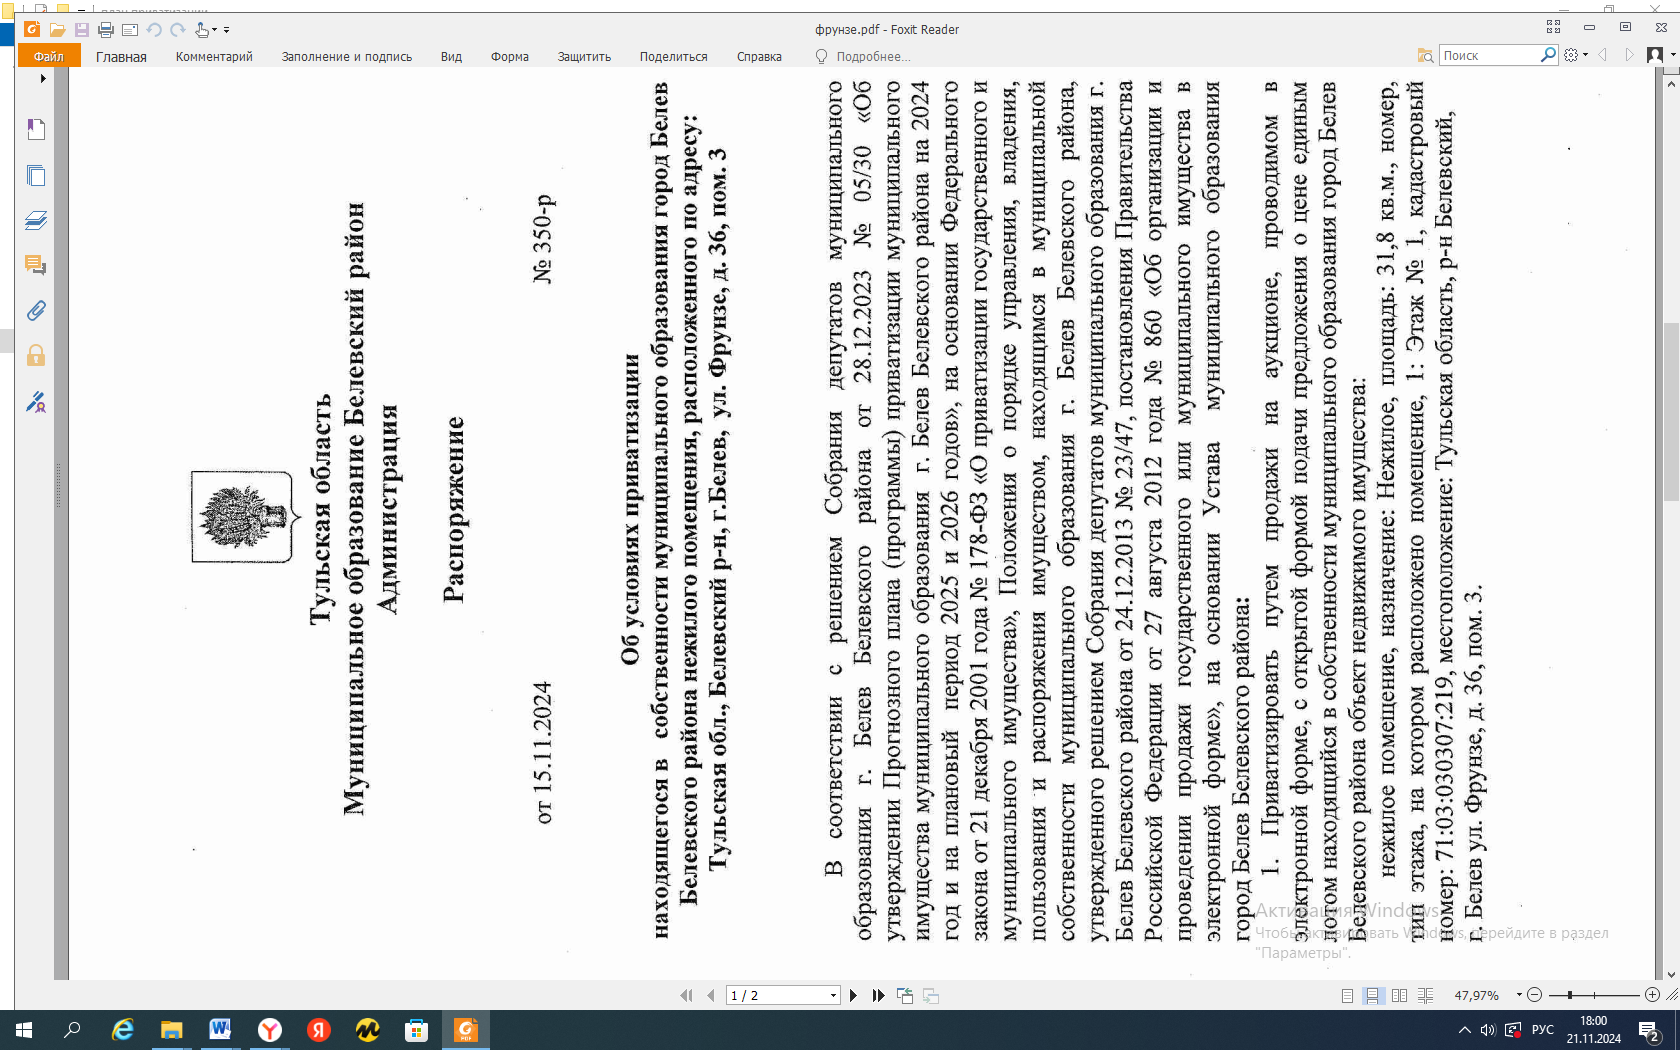 план приватизации
фрунзе.pdf - Foxit Reader
Файл Главная Комментарий Заполнение и подпись Вид Форма Защитить Поделиться Справка Подробнее... Поиск
Тульская область
Муниципальное образование Белевский район
Администрация
Распоряжение
от 15.11.2024 № 350-р
Об условиях приватизации
находящегося в собственности муниципального образования город Белев
Белевского района нежилого помещения, расположенного по адресу:
Тульская обл., Белевский р-н, г.Белев, ул. Фрунзе, д. 36, пом. 3
В соответствии с решением Собрания депутатов муниципального
образования г. Белев Белевского района от 28.12.2023 № 05/30 «Об
утверждении Прогнозного плана (программы) приватизации муниципального
имущества муниципального образования г. Белев Белевского района на 2024
год и на плановый период 2025 и 2026 годов», на основании Федерального
закона от 21 декабря 2001 года № 178-ФЗ «О приватизации государственного и
муниципального имущества», Положения о порядке управления, владения,
пользования и распоряжения имуществом, находящимся в муниципальной
собственности муниципального образования г. Белев Белевского района,
утвержденного решением Собрания депутатов муниципального образования г.
Белев Белевского района от 24.12.2013 № 23/47, постановления Правительства
Российской Федерации от 27 августа 2012 года № 860 «Об организации и
проведении продажи государственного или муниципального имущества в
электронной форме», на основании Устава муниципального образования
город Белев Белевского района:
1. Приватизировать путем продажи на аукционе, проводимом в
электронной форме, с открытой формой подачи предложения о цене единым
лотом находящийся в собственности муниципального образования город Белев
Белевского района объект недвижимого имущества:
нежилое помещение, назначение: Нежилое, площадь: 31,8 кв.м., номер,
тип этажа, на котором расположено помещение, 1: Этаж № 1, кадастровый
номер: 71:03:030307:219, местоположение: Тульская область, р-н Белевский,
г. Белев ул. Фрунзе, д. 36, пом. 3.
Активация Windows
Чтобы активировать Windows, перейдите в раздел
"Параметры".
1 / 2 47,97%
РУС 18:00
21.11.2024 2